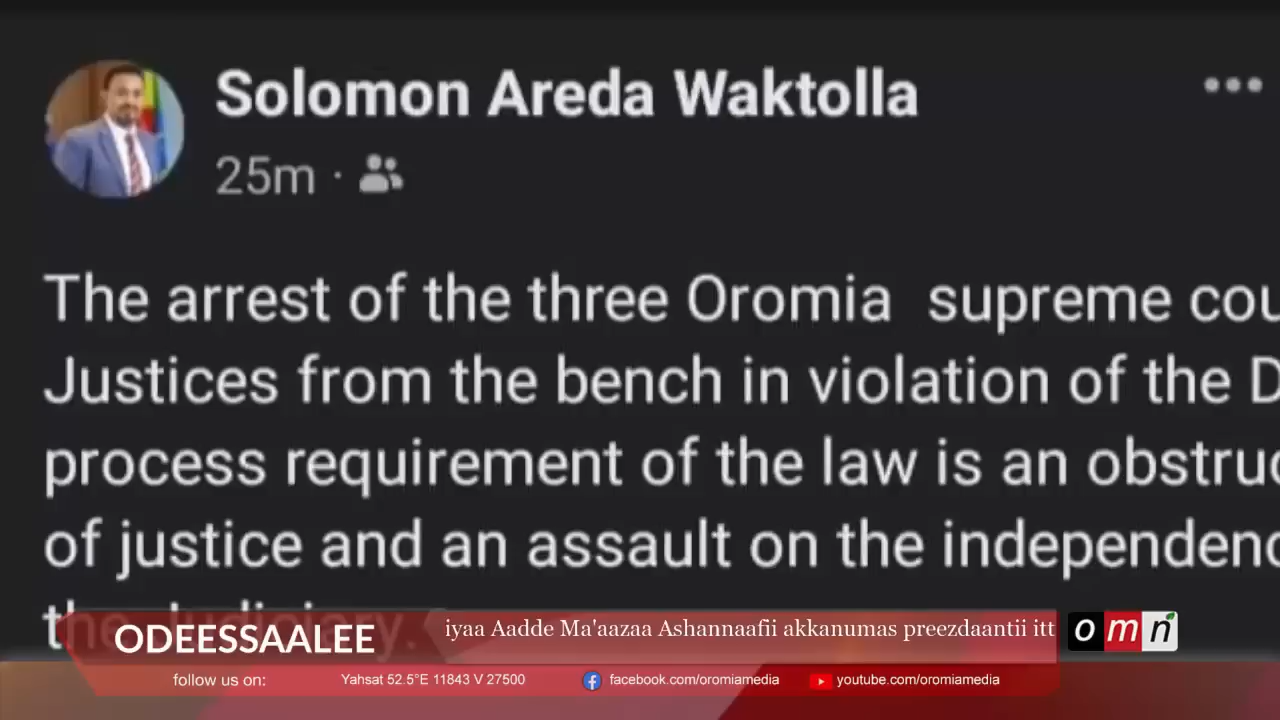 Solomon Areda Waktolla
25m
The arrest of the three Oromia supreme cou
Justices from the bench in violation of the D
process requirement of the law is an obstruc
of justice and an assault on the independenc
the Judiciary.
ODEESSAALEE
iyaa Aadde Ma'aazaa Ashannaafii akkanumas preezdaantii itt
omn
follow us on:
Yahsat 52.5°E 11843 V 27500
facebook.com/oromiamedia
youtube.com/oromiamedia